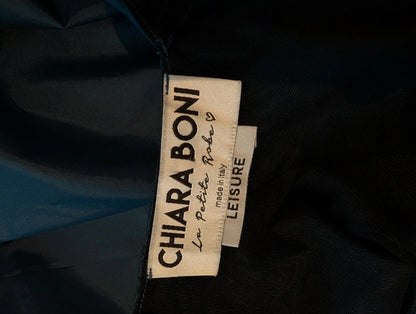 CHIARA BONI
La Petite Robe ♡
made in italy
LEISURE